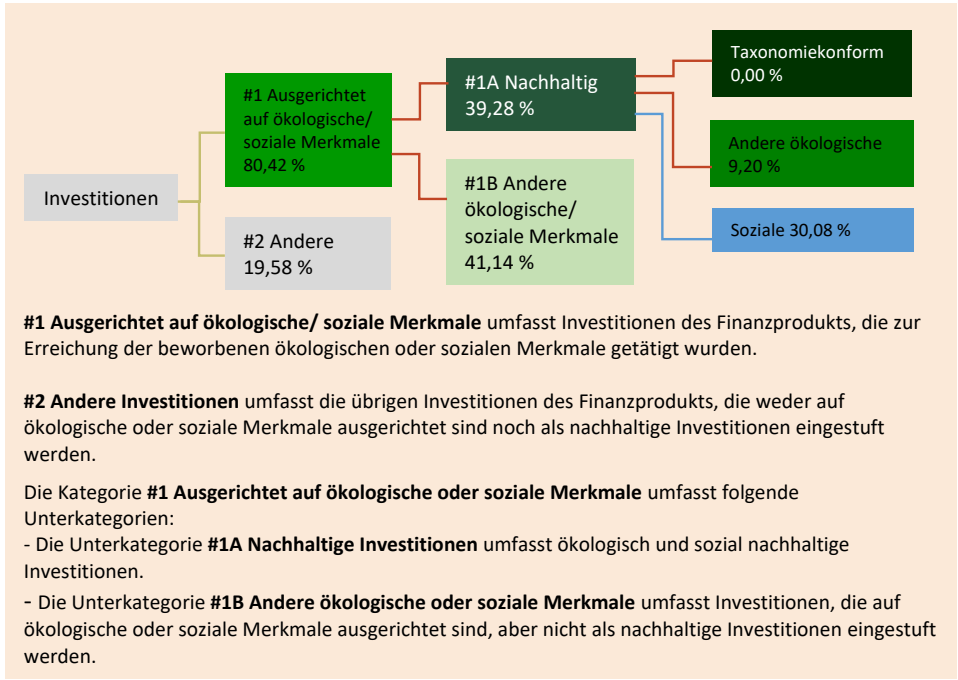 Investitionen
#1 Ausgerichtet
auf ökologische/
soziale Merkmale
80,42 %
#2 Andere
19,58 %
#1A Nachhaltig
39,28 %
#1B Andere
ökologische/
soziale Merkmale
41,14 %
Taxonomiekonform
0,00 %
Andere ökologische
9,20 %
Soziale 30,08 %
#1 Ausgerichtet auf ökologische/ soziale Merkmale umfasst Investitionen des Finanzprodukts, die zur
Erreichung der beworbenen ökologischen oder sozialen Merkmale getätigt wurden.
#2 Andere Investitionen umfasst die übrigen Investitionen des Finanzprodukts, die weder auf
ökologische oder soziale Merkmale ausgerichtet sind noch als nachhaltige Investitionen eingestuft
werden.
Die Kategorie #1 Ausgerichtet auf ökologische oder soziale Merkmale umfasst folgende
Unterkategorien:
- Die Unterkategorie #1A Nachhaltige Investitionen umfasst ökologisch und sozial nachhaltige
Investitionen.
- Die Unterkategorie #1B Andere ökologische oder soziale Merkmale umfasst Investitionen, die auf
ökologische oder soziale Merkmale ausgerichtet sind, aber nicht als nachhaltige Investitionen eingestuft
werden.